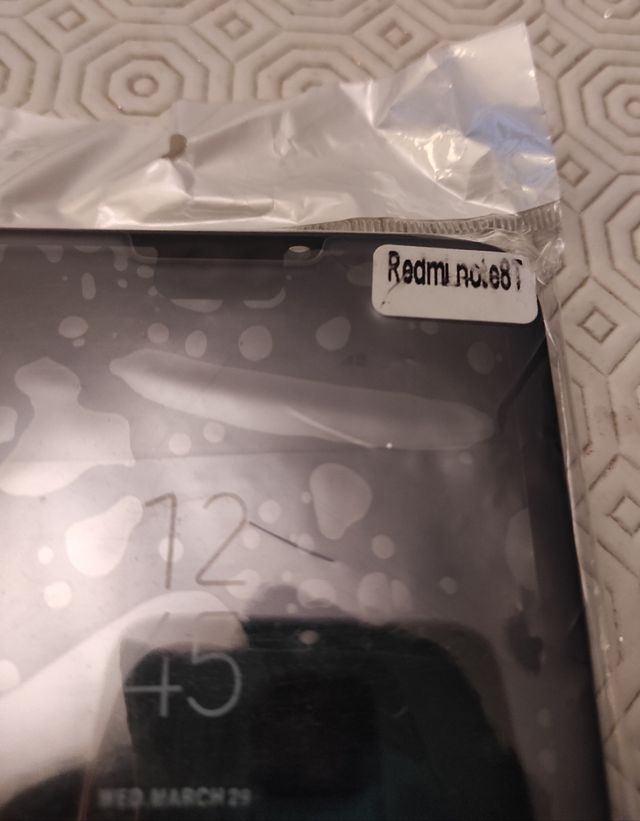 Redmi note8T
12
45
WED.MARCH 29